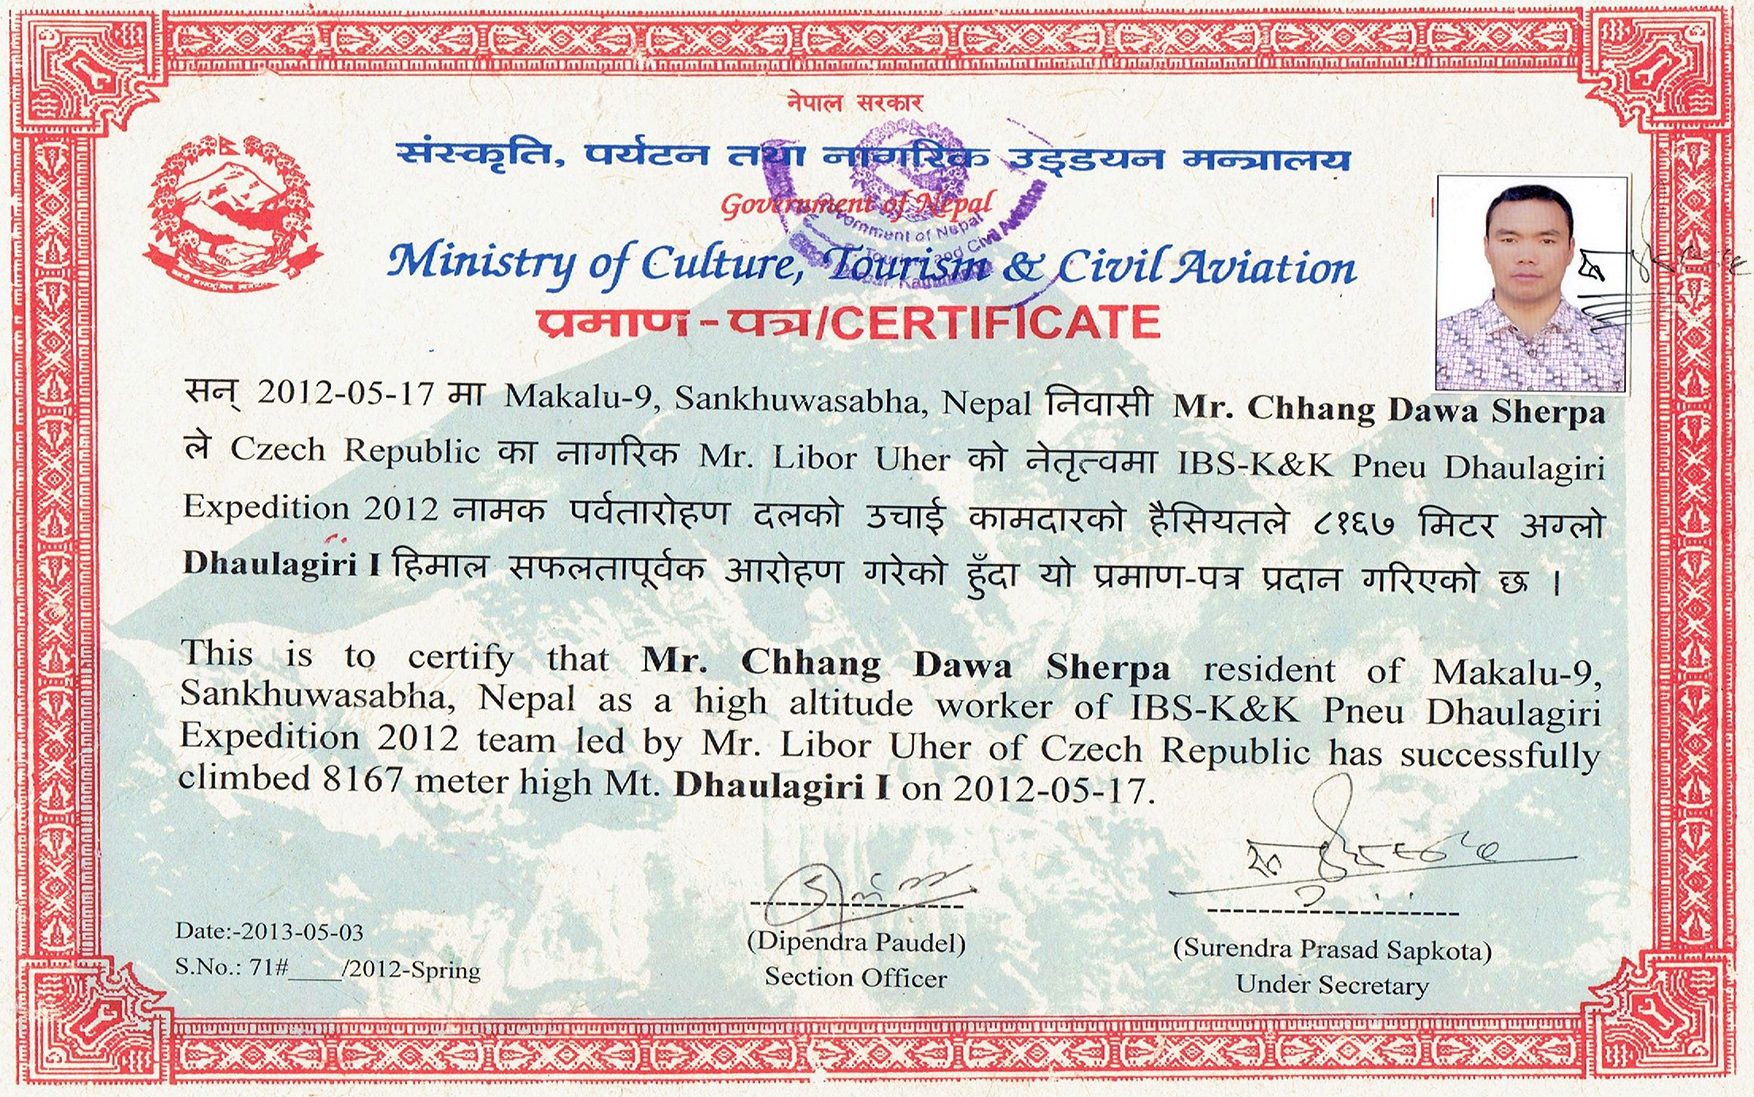 नेपाल सरकार
संस्कृति, पर्यटन तथा नागरिक उड्डयन मन्त्रालय
Government of Nepal
Ministry of Culture, Tourism & Civil Aviation
प्रमाण - पत्र/CERTIFICATE
सन् 2012-05-17 मा Makalu-9, Sankhuwasabha, Nepal निवासी Mr. Chhang Dawa Sherpa
ले Czech Republic का नागरिक Mr. Libor Uher को नेतृत्वमा IBS-K&K Pneu Dhaulagiri
Expedition 2012 नामक पर्वतारोहण दलको उचाई कामदारको हैसियतले ८१६७ मिटर अग्लो
Dhaulagiri I हिमाल सफलतापूर्वक आरोहण गरेको हुँदा यो प्रमाण-पत्र प्रदान गरिएको छ ।
This is to certify that Mr. Chhang Dawa Sherpa resident of Makalu-9,
Sankhuwasabha, Nepal as a high altitude worker of IBS-K&K Pneu Dhaulagiri
Expedition 2012 team led by Mr. Libor Uher of Czech Republic has successfully
climbed 8167 meter high Mt. Dhaulagiri I on 2012-05-17.
Date:-2013-05-03
S.No.: 71#____/2012-Spring
(Dipendra Paudel)
Section Officer
(Surendra Prasad Sapkota)
Under Secretary
Government of Nepal
and Civil Aviation